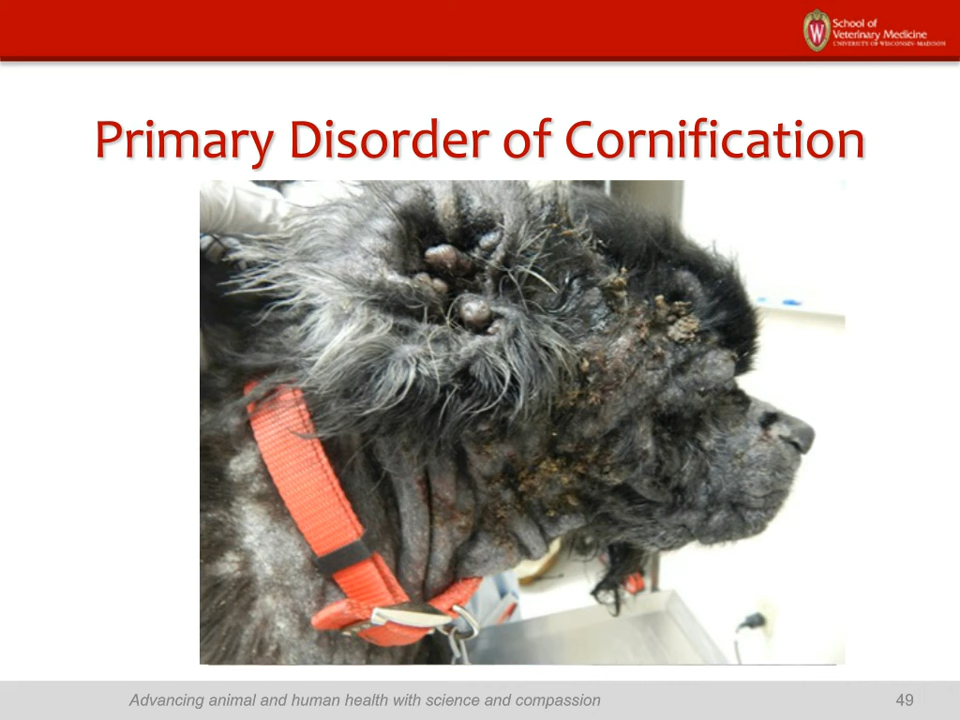 School of
Veterinary Medicine
UNIVERSITY OF WISCONSIN-MADISON
Primary Disorder of Cornification
Advancing animal and human health with science and compassion
49